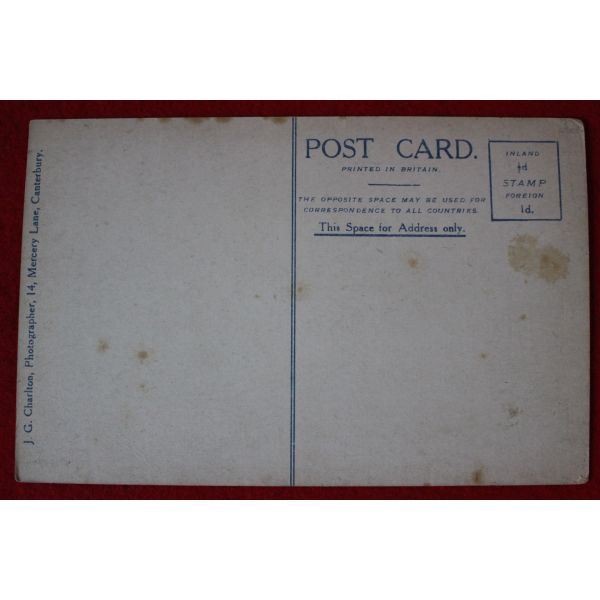 J. G. Charlton, Photographer, 14, Mercery Lane, Canterbury.
POST CARD.
PRINTED IN BRITAIN.
THE OPPOSITE SPACE MAY BE USED FOR
CORRESPONDENCE TO ALL COUNTRIES.
This Space for Address only.
INLAND
½d
STAMP
FOREIGN
1d.